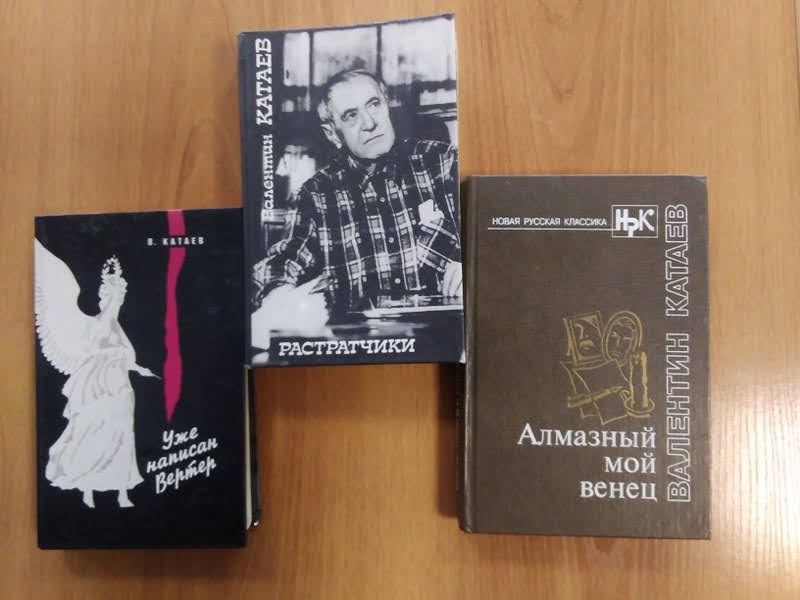 В. КАТАЕВ
Уже
написан
Вертер
Валентин КАТАЕВ
РАСТРАТЧИКИ
НОВАЯ РУССКАЯ КЛАССИКА
НРК
ВАЛЕНТИН КАТАЕВ
Алмазный
мой
венец